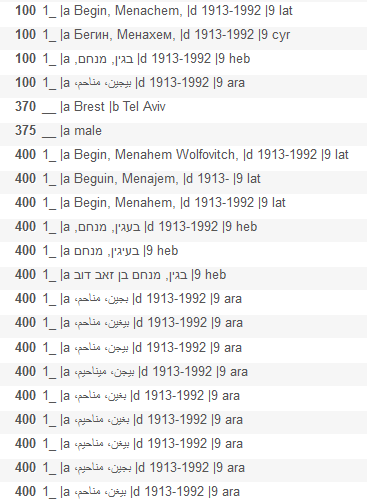 100 1_ |a Begin, Menachem, |d 1913-1992 |9 lat
100 1_ |a Бегин, Менахем, |d 1913-1992 |9 cyr
100 1_ |a בגין, מנחם, |d 1913-1992 |9 heb
100 1_ |a بيجين، مناحم، |d 1913-1992 |9 ara
370 __ |a Brest |b Tel Aviv
375 __ |a male
400 1_ |a Begin, Menahem Wolfovitch, |d 1913-1992 |9 lat
400 1_ |a Beguin, Menajem, |d 1913- |9 lat
400 1_ |a Begin, Menahem, |d 1913-1992 |9 lat
400 1_ |a בעגין, מנחם, |d 1913-1992 |9 heb
400 1_ |a בעיגין, מנחם |9 heb
400 1_ |a בגין, מנחם בן זאב דוב |9 heb
400 1_ |a بجين، مناحم، |d 1913-1992 |9 ara
400 1_ |a بيغين، مناحم، |d 1913-1992 |9 ara
400 1_ |a بيجن، مناحيم، |d 1913-1992 |9 ara
400 1_ |a بيجن، ميناحيم، |d 1913-1992 |9 ara
400 1_ |a بغين، مناحم، |d 1913-1992 |9 ara
400 1_ |a بغين، مناحيم، |d 1913-1992 |9 ara
400 1_ |a بيغن، مناحيم، |d 1913-1992 |9 ara
400 1_ |a بجين، مناحيم، |d 1913-1992 |9 ara
400 1_ |a بيغن، مناحم، |d 1913-1992 |9 ara